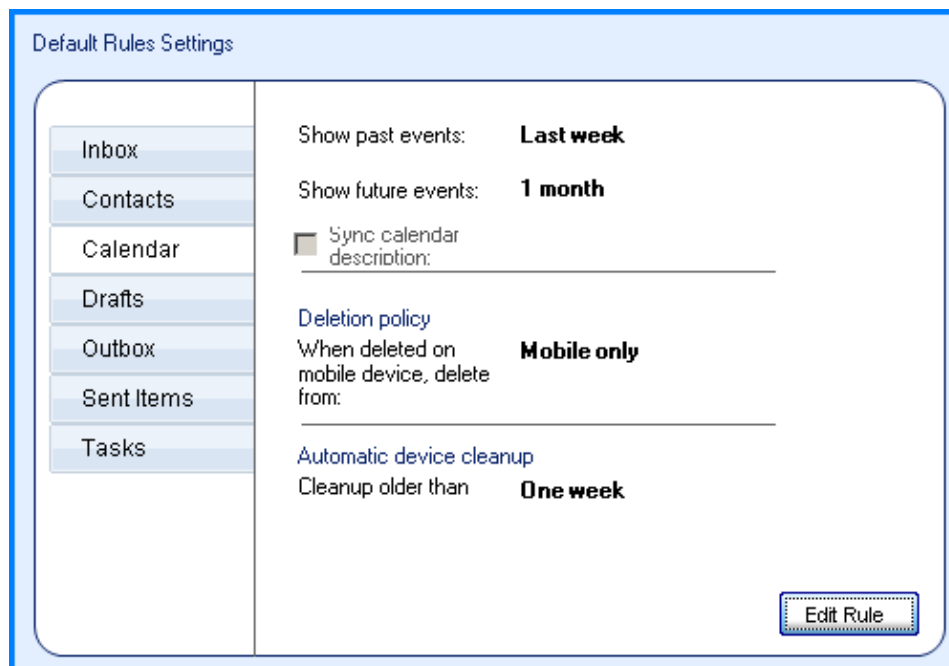 Default Rules Settings
Inbox
Contacts
Calendar
Drafts
Outbox
Sent Items
Tasks
Show past events: Last week
Show future events: 1 month
Sync calendar
description:
Deletion policy
When deleted on Mobile only
mobile device, delete
from:
Automatic device cleanup
Cleanup older than One week
Edit Rule